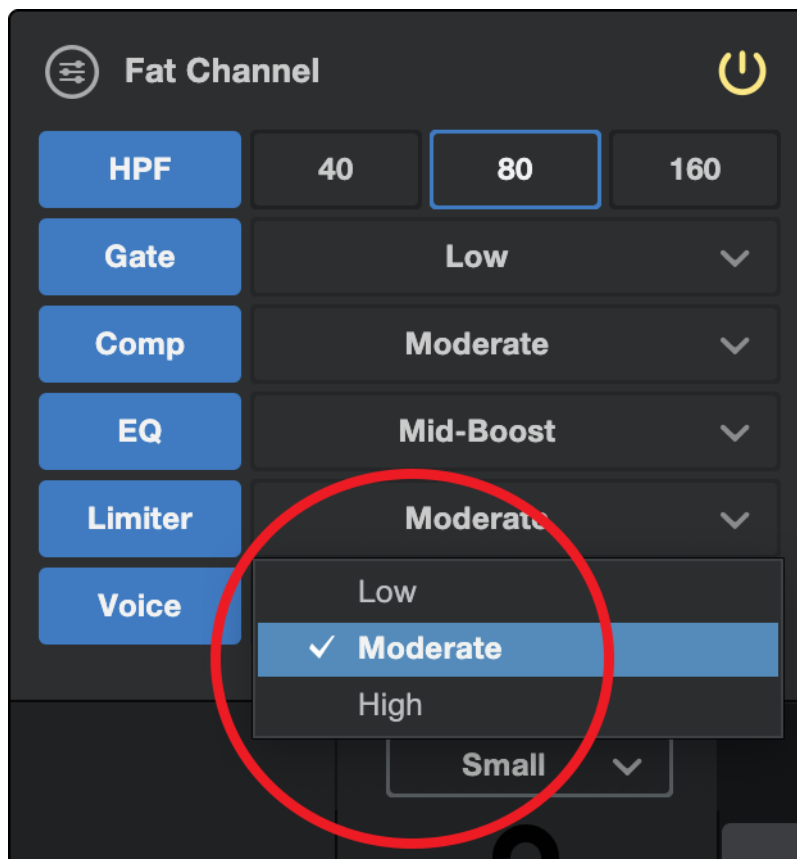 Fat Channel
HPF 40 80 160
Gate Low
Comp Moderate
EQ Mid-Boost
Limiter Moderate
Voice
Low
Moderate
High
Small